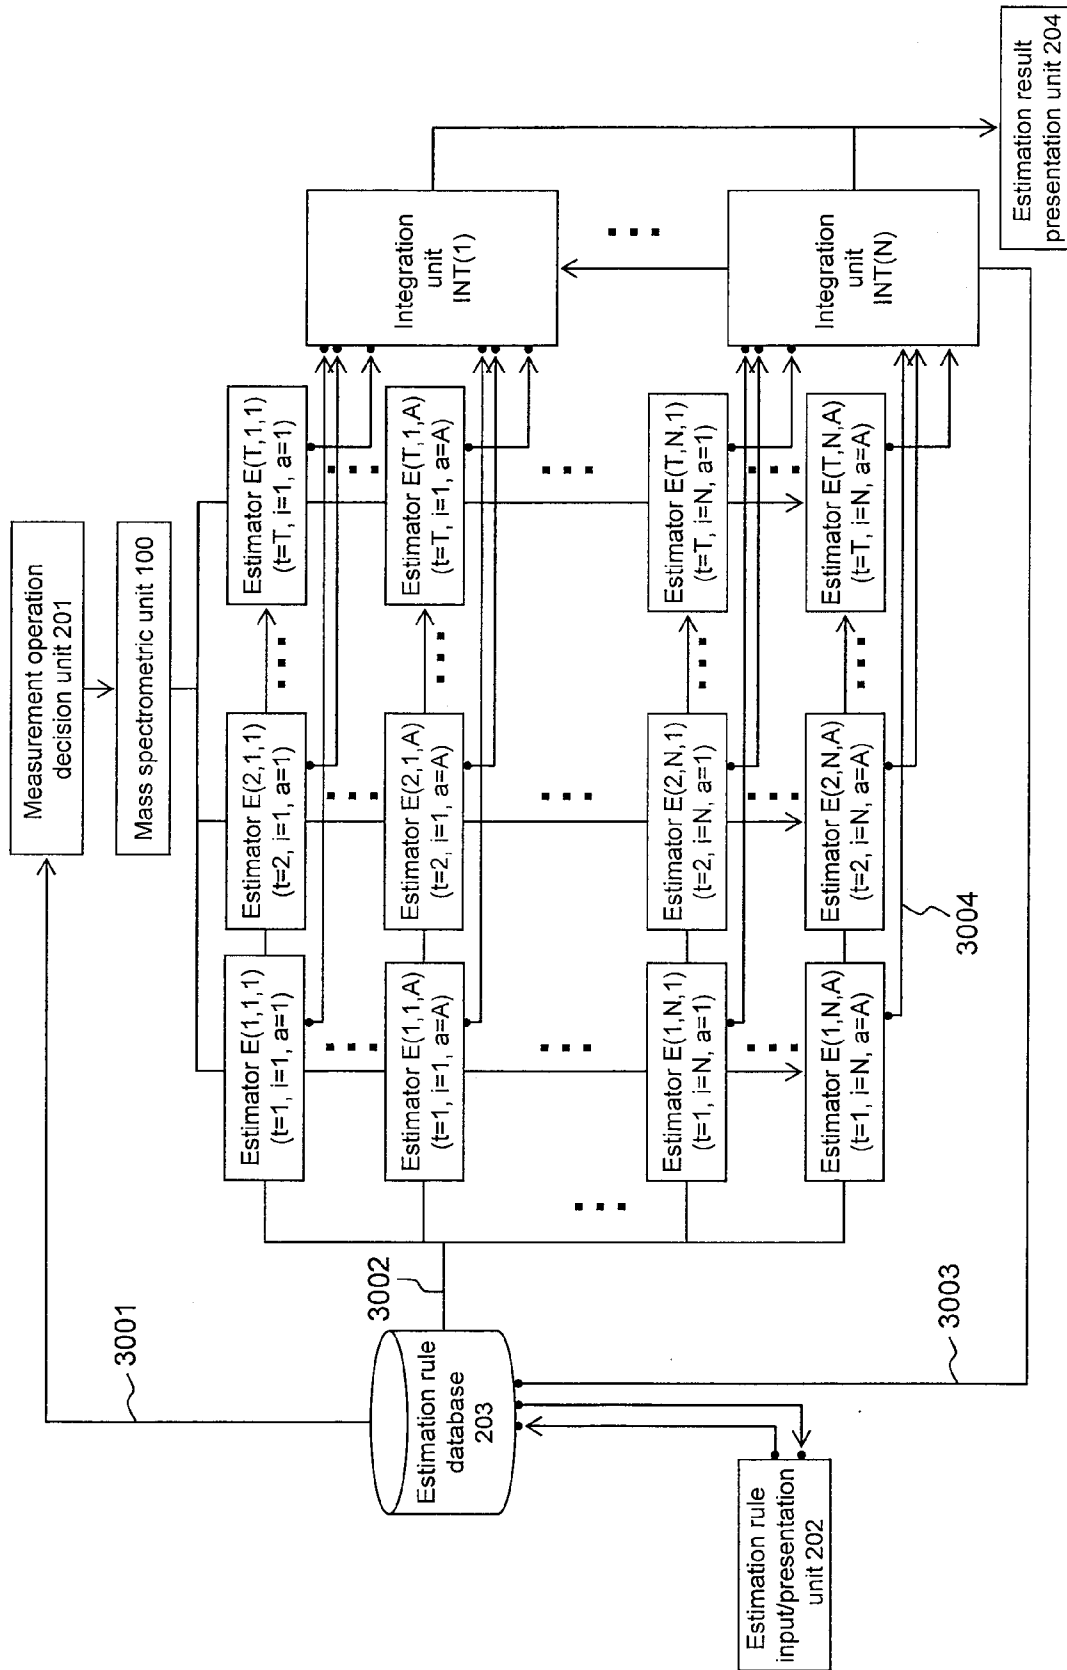 Measurement operation
decision unit 201
Mass spectrometric unit 100
Estimation rule
database
203
Estimation rule
input/presentation
unit 202
3001
3002
3003
3004
Estimator E(1,1,1)
(t=1, i=1, a=1)
Estimator E(2,1,1)
(t=2, i=1, a=1)
Estimator E(T,1,1)
(t=T, i=1, a=1)
Estimator E(1,1,A)
(t=1, i=1, a=A)
Estimator E(2,1,A)
(t=2, i=1, a=A)
Estimator E(T,1,A)
(t=T, i=1, a=A)
Estimator E(1,N,1)
(t=1, i=N, a=1)
Estimator E(2,N,1)
(t=2, i=N, a=1)
Estimator E(T,N,1)
(t=T, i=N, a=1)
Estimator E(1,N,A)
(t=1, i=N, a=A)
Estimator E(2,N,A)
(t=2, i=N, a=A)
Estimator E(T,N,A)
(t=T, i=N, a=A)
Integration
unit
INT(1)
Integration
unit
INT(N)
Estimation result
presentation unit 204